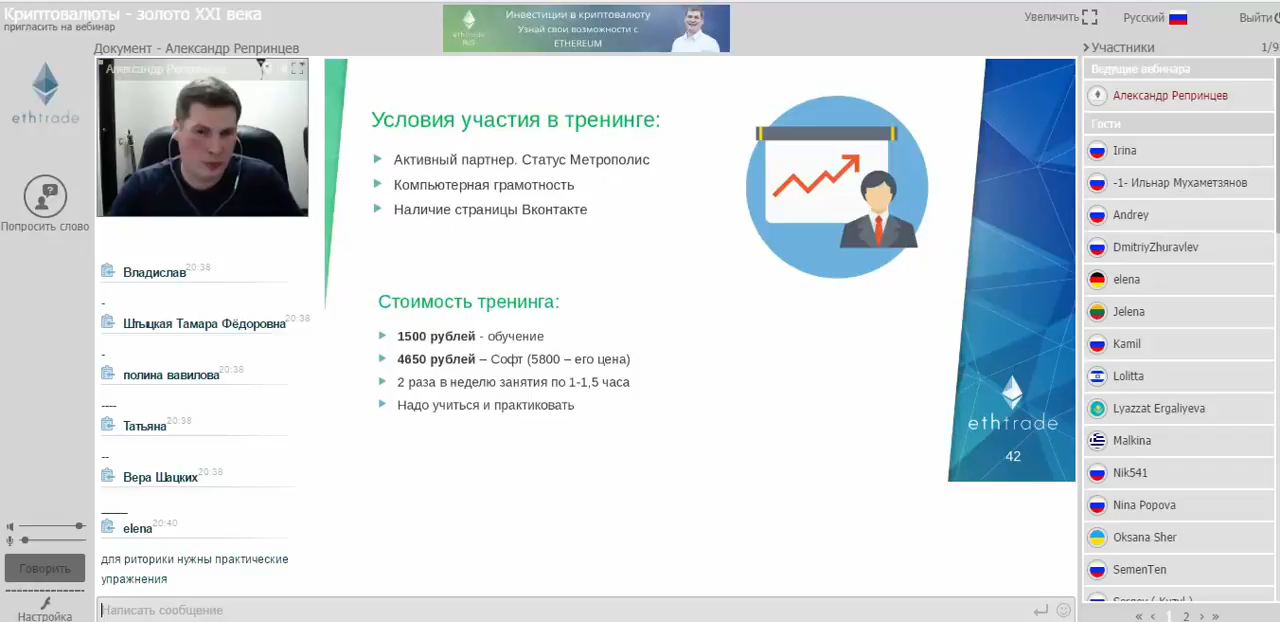 Криптовалюты - золото XXI века
пригласить на вебинар
ethtrade
RUS
Инвестиции в криптовалюту
Узнай свои возможности с
ETHEREUM
Увеличить
Русский
Выйти
Документ - Александр Репринцев
Участники 1/9
ethtrade
Попросить слово
Александр Репринцев
Владислав 20:38
-
Шпыцкая Тамара Фёдоровна 20:38
-
полина вавилова 20:38
----
Татьяна 20:38
--
Вера Шацких 20:38
elena 20:40
для риторики нужны практические
упражнения
Написать сообщение
Говорить
Настройка
Условия участия в тренинге:
Активный партнер. Статус Метрополис
Компьютерная грамотность
Наличие страницы Вконтакте
Стоимость тренинга:
1500 рублей - обучение
4650 рублей – Софт (5800 – его цена)
2 раза в неделю занятия по 1-1,5 часа
Надо учиться и практиковать
ethtrade
42
Ведущие вебинара
Александр Репринцев
Гости
Irina
-1- Ильнар Мухаметзянов
Andrey
DmitriyZhuravlev
elena
Jelena
Kamil
Lolitta
Lyazzat Ergaliyeva
Malkina
Nik541
Nina Popova
Oksana Sher
SemenTen
« ‹ 1 2 › »